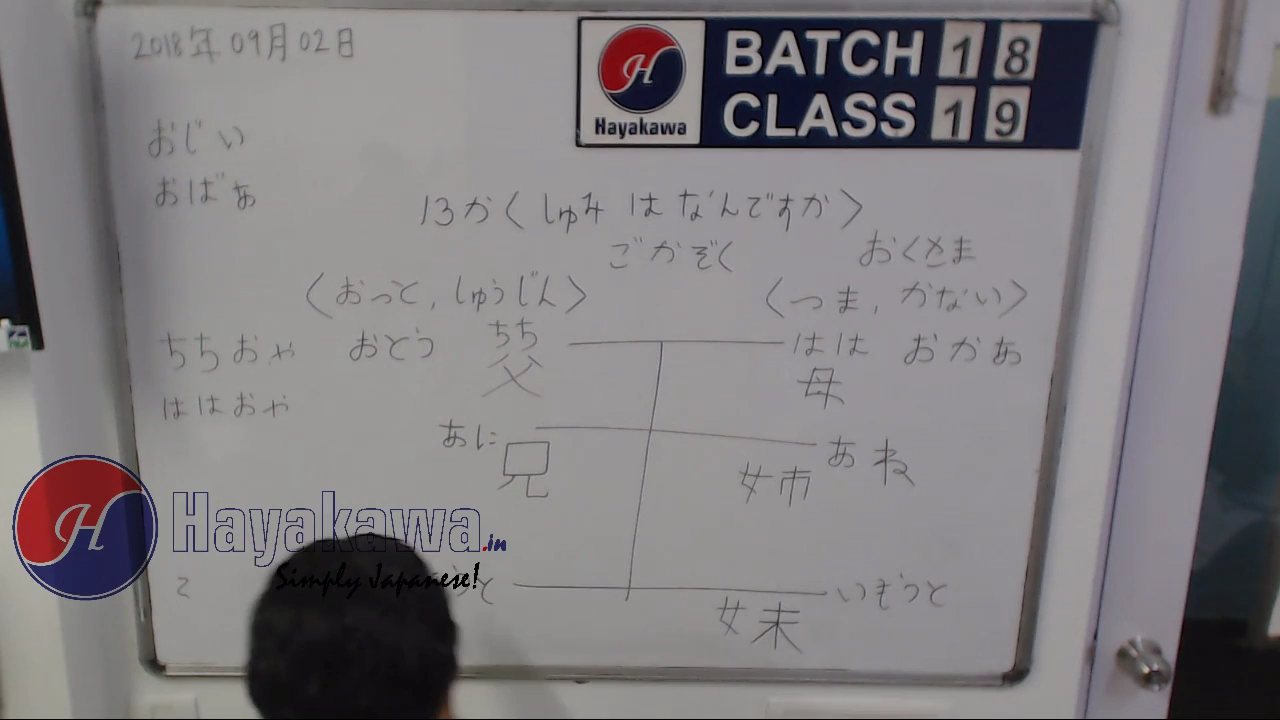 2018年09月02日
BATCH 18
CLASS 19
Hayakawa
おじい
おばあ
13か〈しゅみ は なんですか〉
ごかぞく
おくさま
〈おっと, しゅうじん〉
〈つま, かない〉
ちちおや おとう ちち はは おかあ
父 母
ははおや
あに 兄 姉 あね
Hayakawa.in
Simply Japanese!
と いもうと
妹